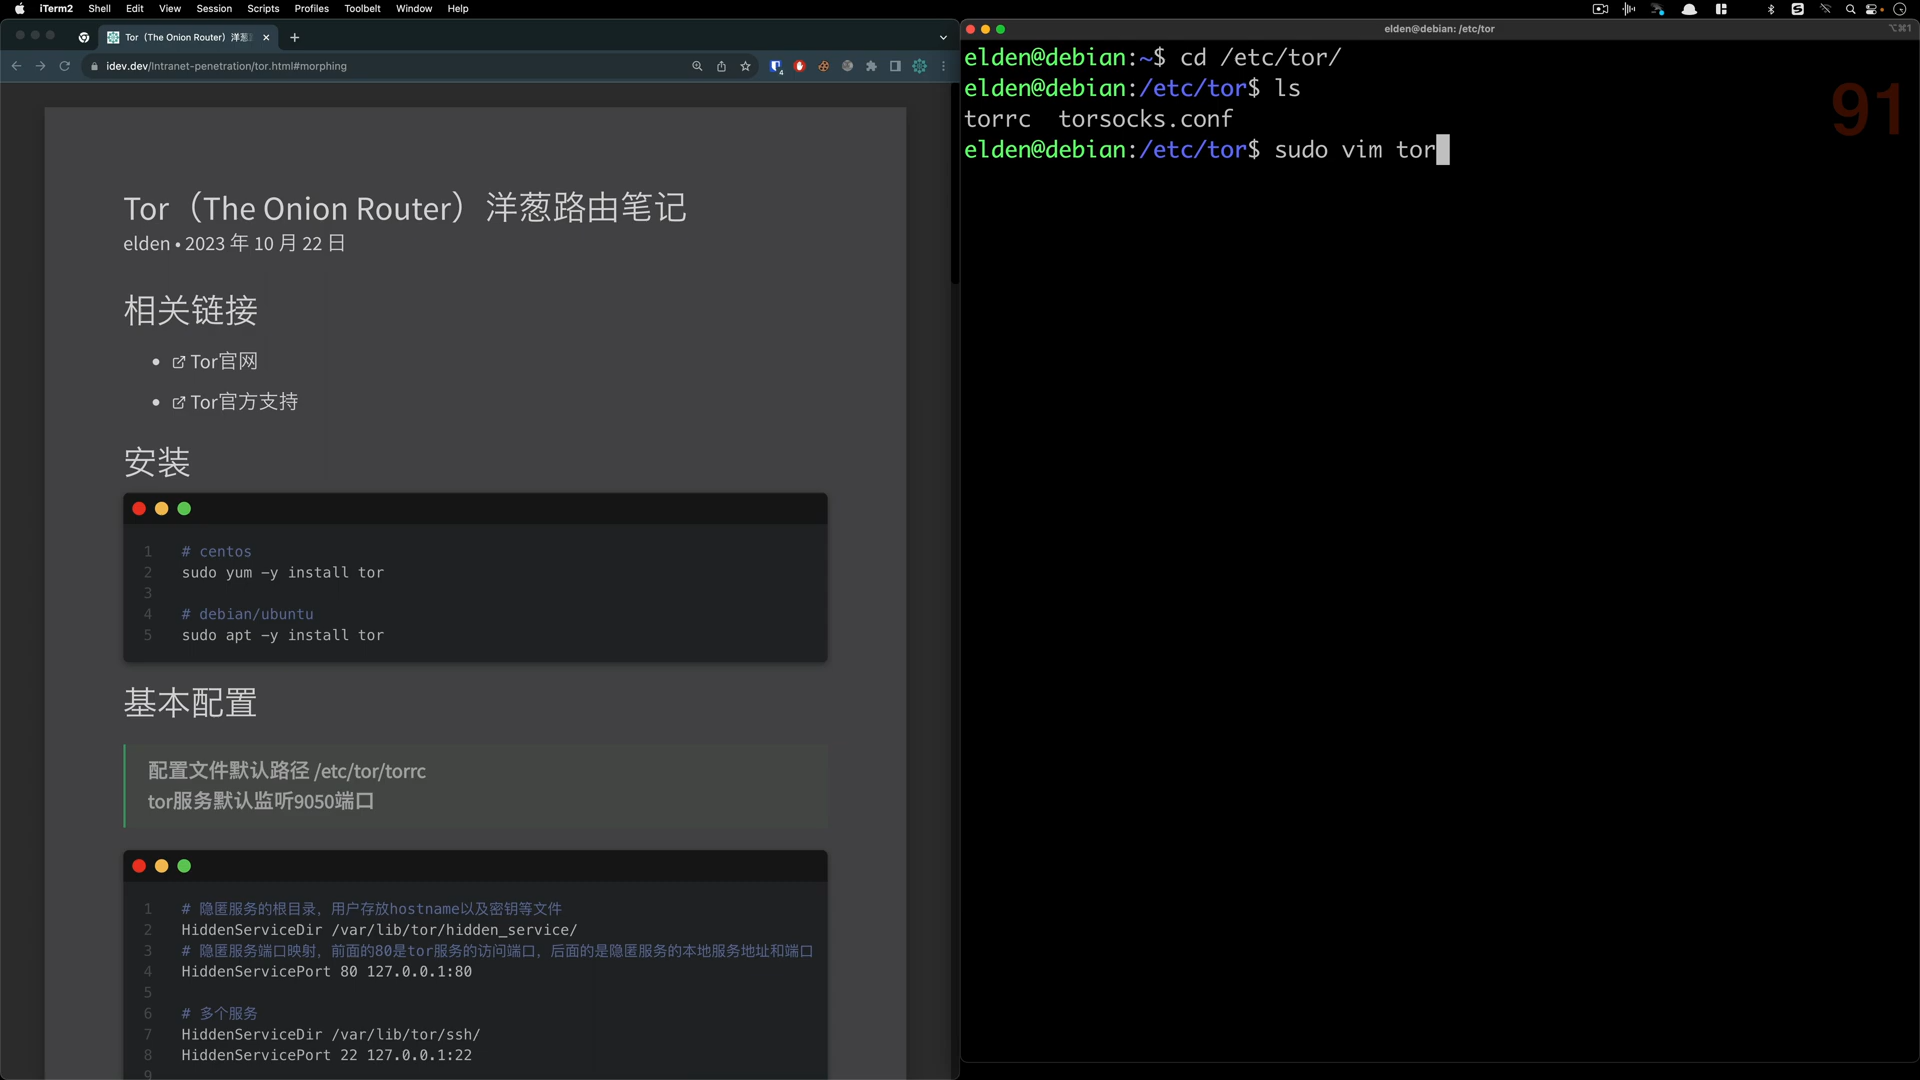 iTerm2 Shell Edit View Session Scripts Profiles Toolbelt Window Help
Tor（The Onion Router）洋葱
idev.dev/Intranet-penetration/tor.html#morphing
Tor（The Onion Router）洋葱路由笔记
elden • 2023 年 10 月 22 日
相关链接
Tor官网
Tor官方支持
安装
1 # centos
2 sudo yum -y install tor
3
4 # debian/ubuntu
5 sudo apt -y install tor
基本配置
配置文件默认路径 /etc/tor/torrc
tor服务默认监听9050端口
1 # 隐匿服务的根目录，用户存放hostname以及密钥等文件
2 HiddenServiceDir /var/lib/tor/hidden_service/
3 # 隐匿服务端口映射，前面的80是tor服务的访问端口，后面的是隐匿服务的本地服务地址和端口
4 HiddenServicePort 80 127.0.0.1:80
5
6 # 多个服务
7 HiddenServiceDir /var/lib/tor/ssh/
8 HiddenServicePort 22 127.0.0.1:22
9
elden@debian: /etc/tor
⌥⌘1
elden@debian:~$ cd /etc/tor/
elden@debian:/etc/tor$ ls
torrc torsocks.conf
elden@debian:/etc/tor$ sudo vim tor
91